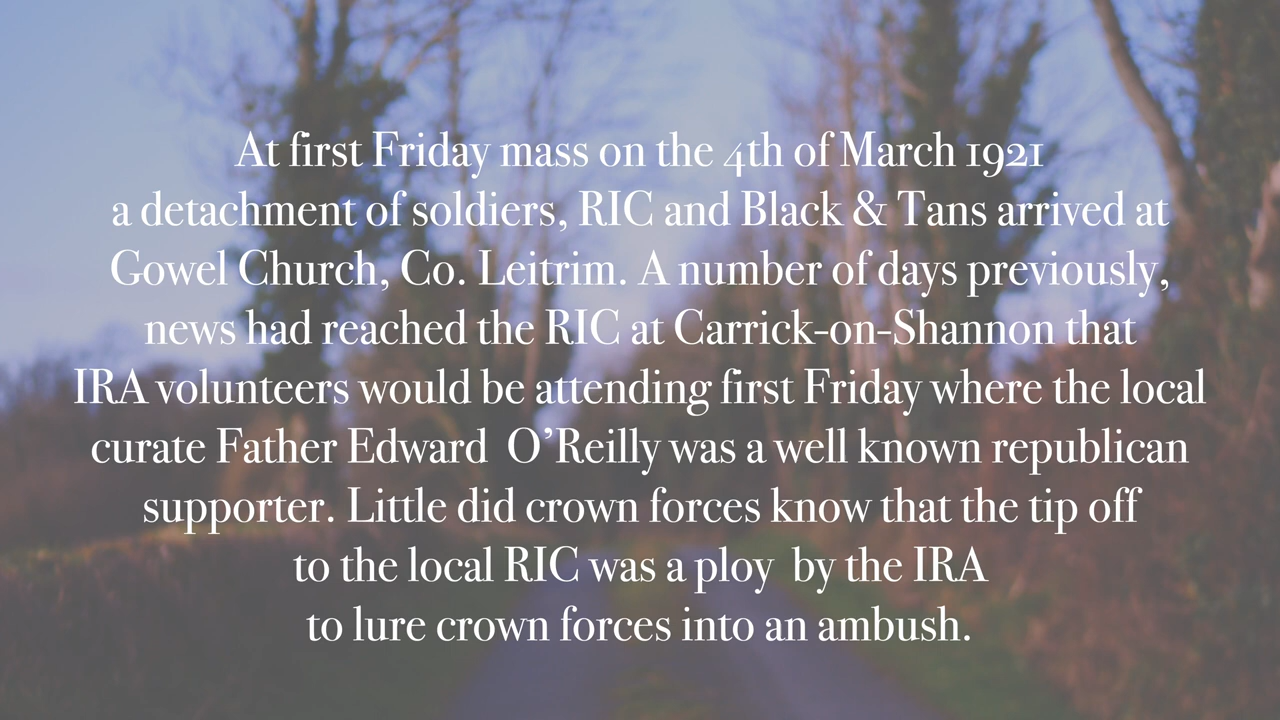 At first Friday mass on the 4th of March 1921
a detachment of soldiers, RIC and Black & Tans arrived at
Gowel Church, Co. Leitrim. A number of days previously,
news had reached the RIC at Carrick-on-Shannon that
IRA volunteers would be attending first Friday where the local
curate Father Edward  O’Reilly was a well known republican
supporter. Little did crown forces know that the tip off
to the local RIC was a ploy  by the IRA
to lure crown forces into an ambush.